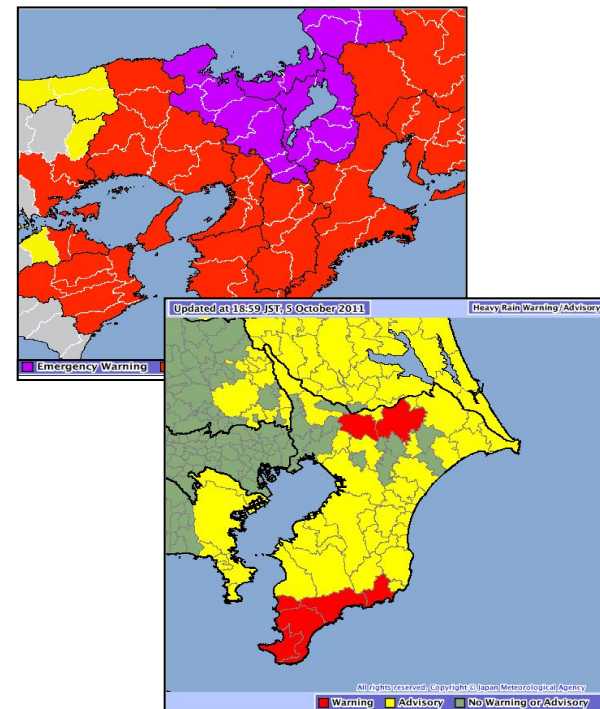 Emergency Warning
Updated at 18:59 JST, 5 October 2011
Heavy Rain Warning/Advisory
All rights reserved. Copyright © Japan Meteorological Agency
Warning Advisory No Warning or Advisory